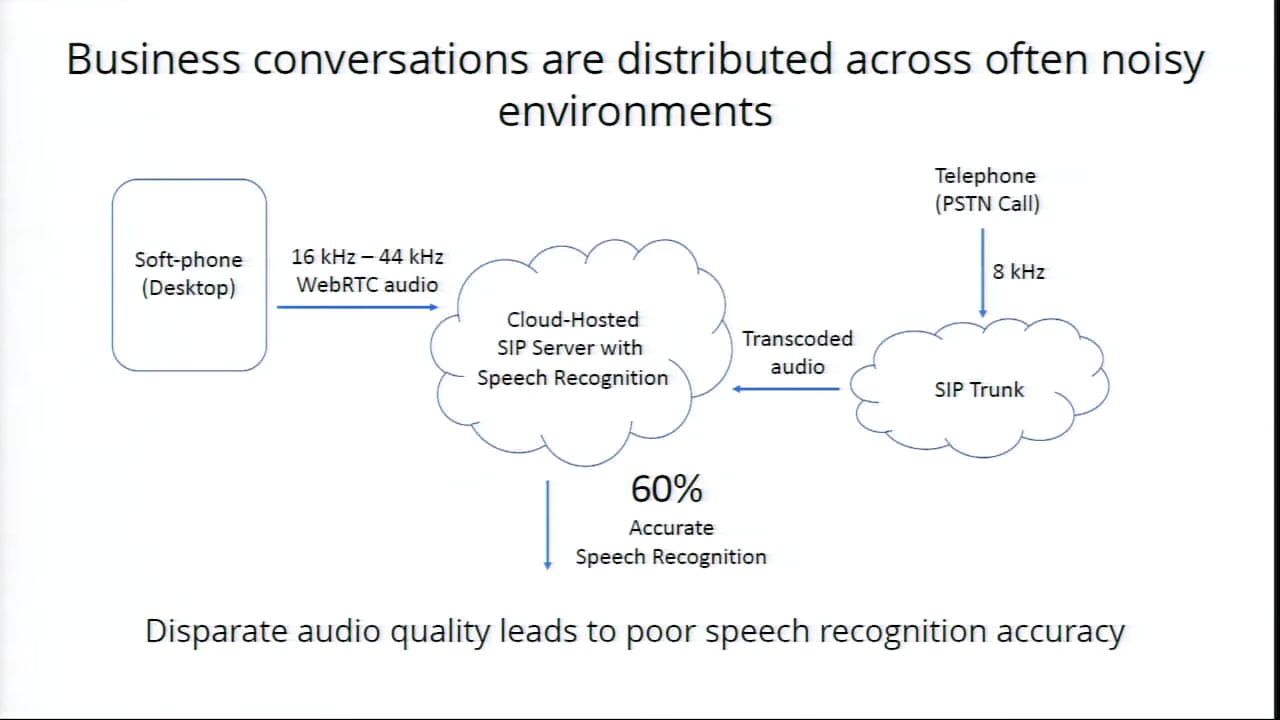 Business conversations are distributed across often noisy
environments
Soft-phone
(Desktop)
16 kHz – 44 kHz
WebRTC audio
Cloud-Hosted
SIP Server with
Speech Recognition
Transcoded
audio
Telephone
(PSTN Call)
8 kHz
SIP Trunk
60%
Accurate
Speech Recognition
Disparate audio quality leads to poor speech recognition accuracy